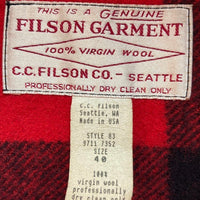 THIS IS A GENUINE
FILSON GARMENT
100% VIRGIN WOOL
C.C. FILSON CO. - SEATTLE
PROFESSIONALLY DRY CLEAN ONLY
C.C. Filson
Seattle, WA
Made in USA
STYLE 83
9711 7352
SIZE
40
100%
virgin wool
professionally
dry clean only